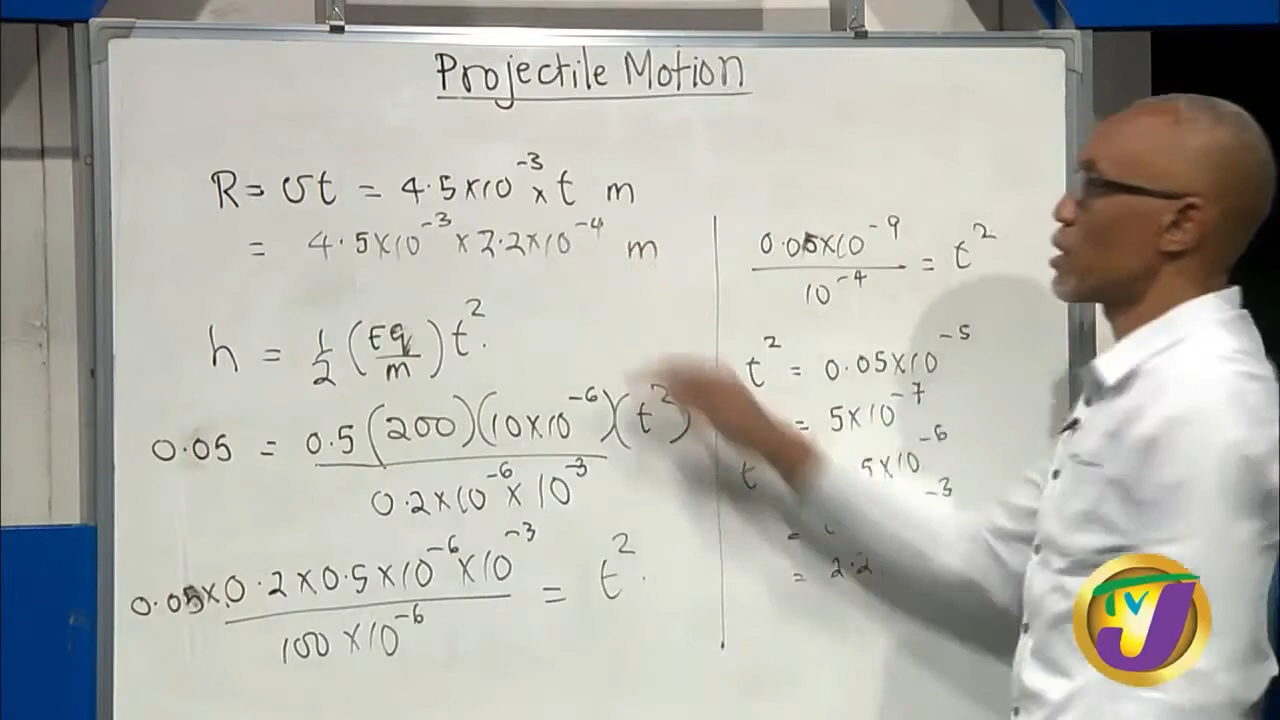 Projectile Motion
R = vt = 4.5×10⁻³ × t m
= 4.5×10⁻³ × 2.2×10⁻⁴ m
h = 1/2 (Eq/m) t².
0.05 = 0.5(200)(10×10⁻⁶)(t²) / 0.2×10⁻⁶ × 10⁻³
0.05×0.2×0.5×10⁻⁶×10⁻³ / 100×10⁻⁶ = t².
0.05×10⁻⁹ / 10⁻⁴ = t²
t² = 0.05×10⁻⁵
= 5×10⁻⁷
t 5×10⁻⁶
⁻³
=
= 2.2
TVJ